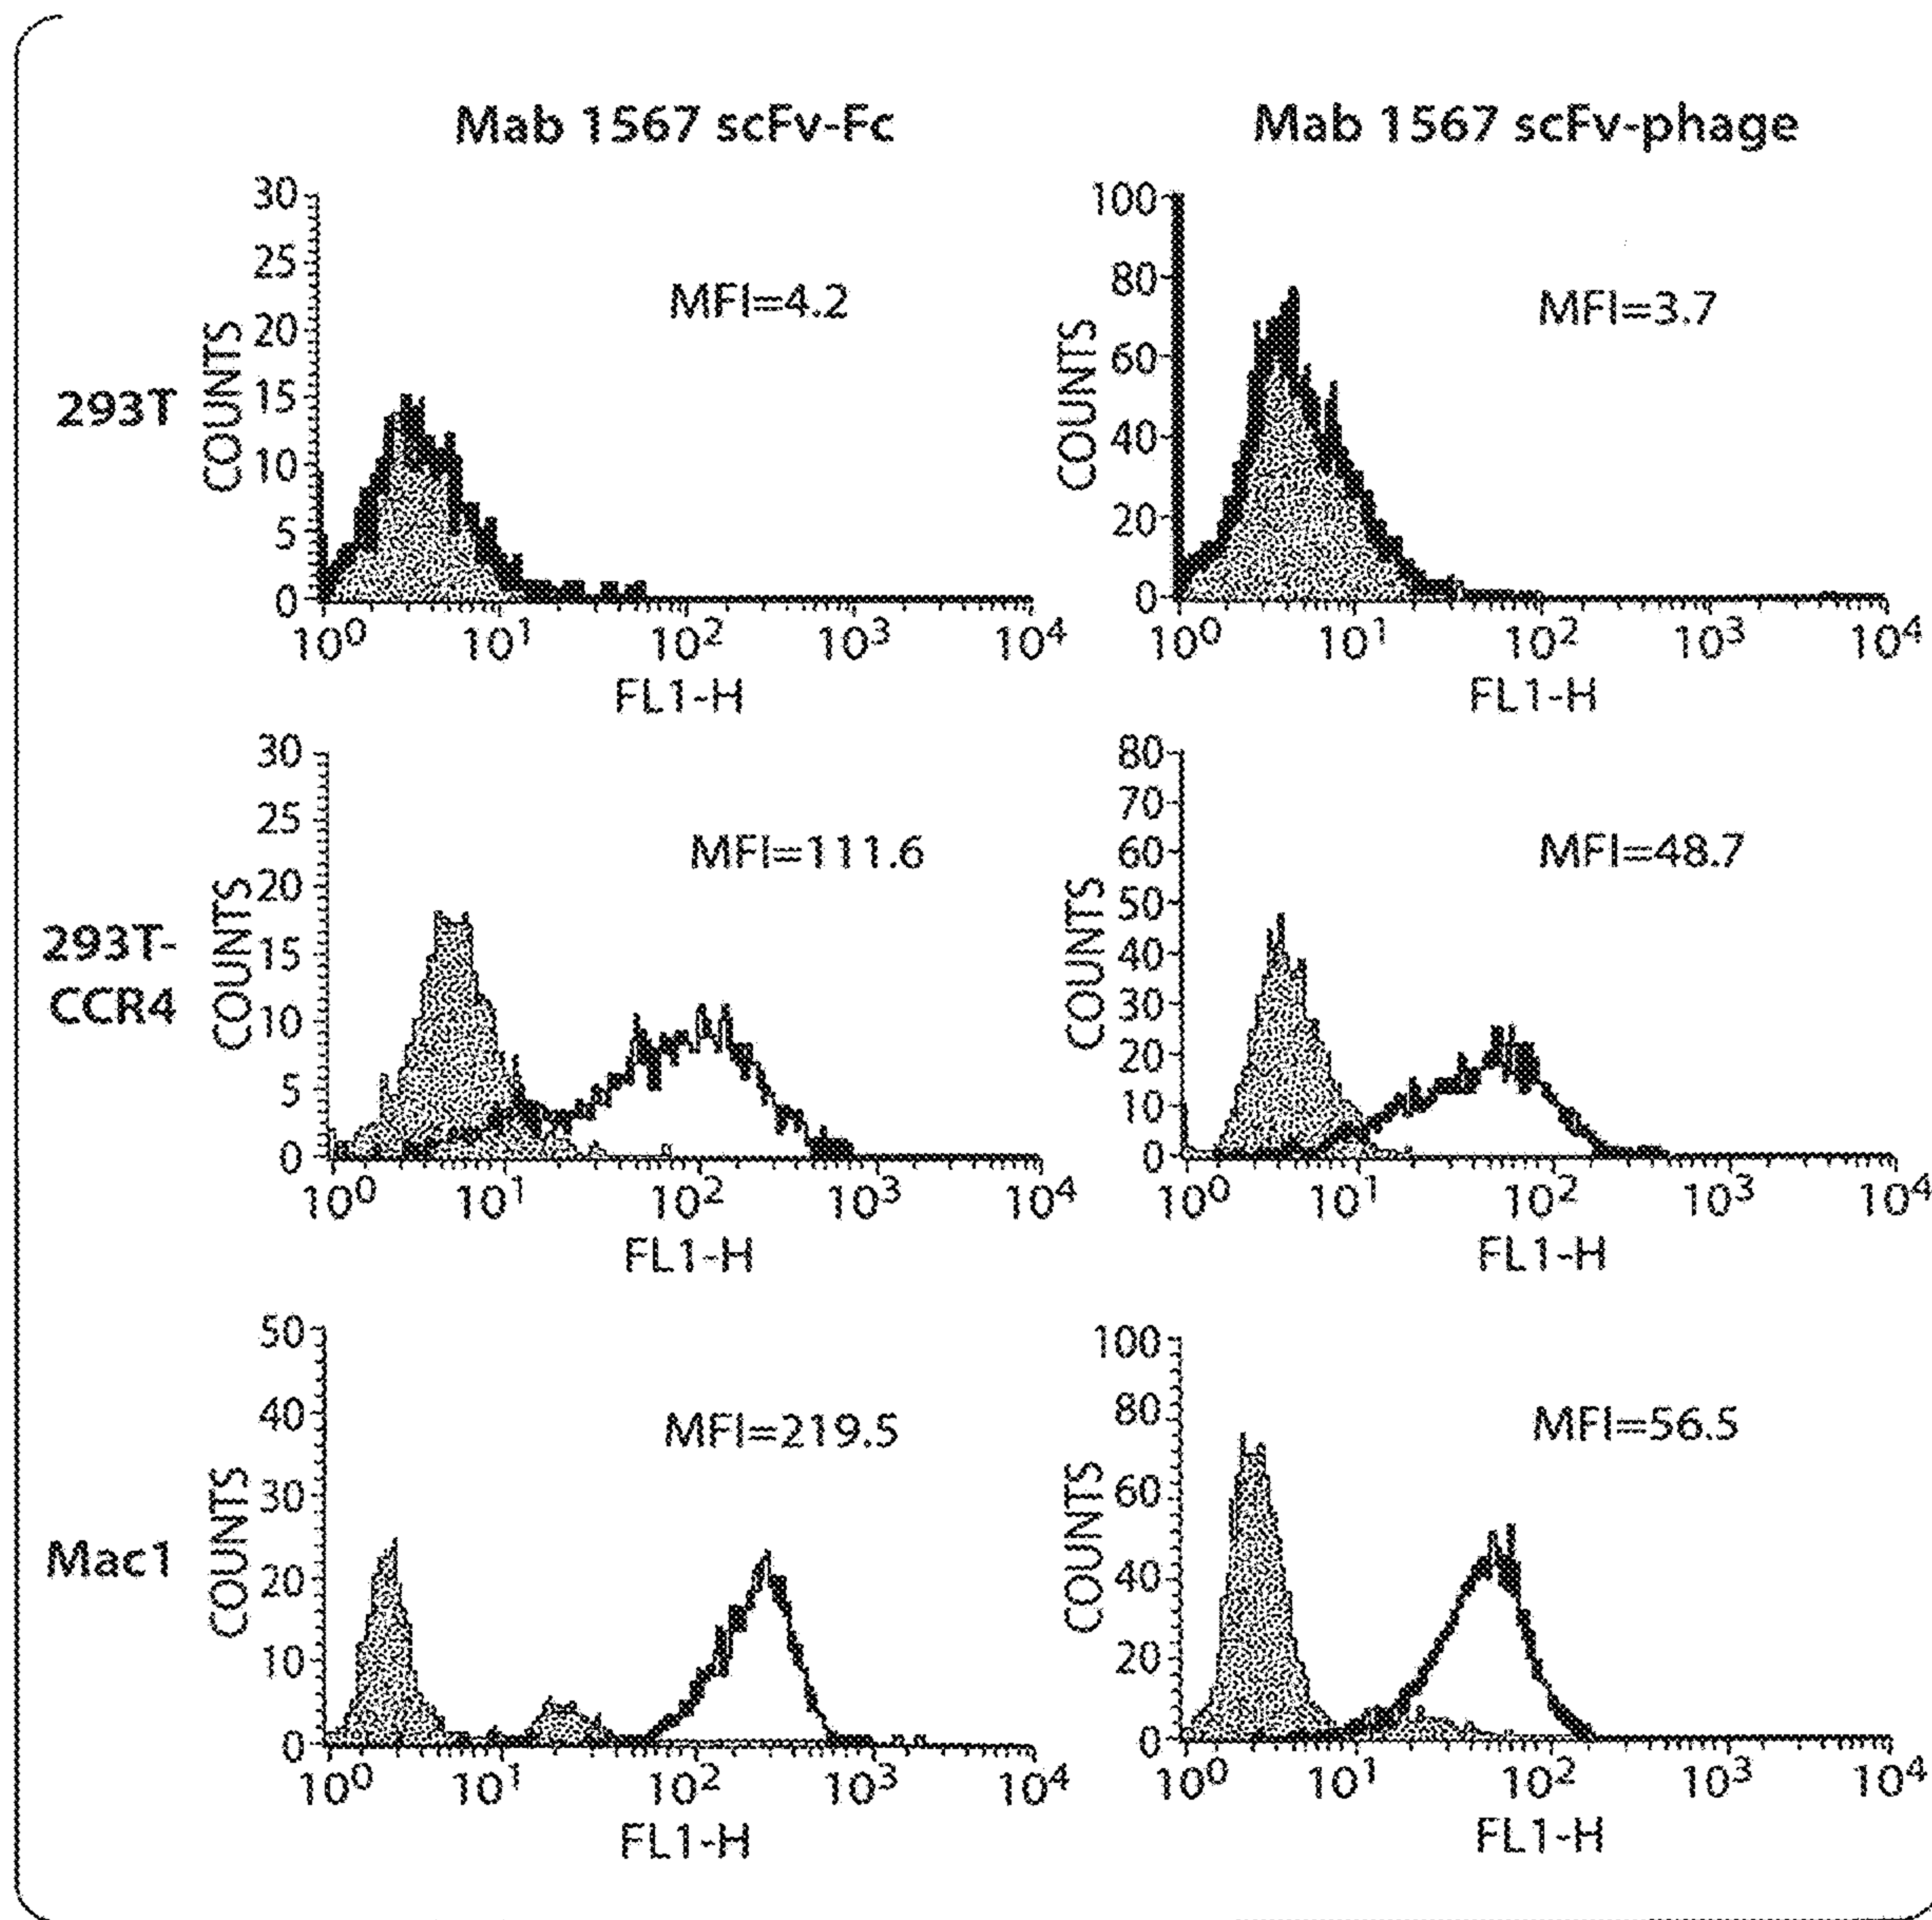 Mab 1567 scFv-Fc
Mab 1567 scFv-phage
293T
COUNTS
30
25
20
15
10
5
0
MFI=4.2
10⁰ 10¹ 10² 10³ 10⁴
FL1-H
COUNTS
100
80
60
40
20
0
MFI=3.7
10⁰ 10¹ 10² 10³ 10⁴
FL1-H
293T-
CCR4
COUNTS
30
25
20
15
10
5
0
MFI=111.6
10⁰ 10¹ 10² 10³ 10⁴
FL1-H
COUNTS
80
70
60
50
40
30
20
10
0
MFI=48.7
10⁰ 10¹ 10² 10³ 10⁴
FL1-H
Mac1
COUNTS
50
40
30
20
10
0
MFI=219.5
10⁰ 10¹ 10² 10³ 10⁴
FL1-H
COUNTS
100
80
60
40
20
0
MFI=56.5
10⁰ 10¹ 10² 10³ 10⁴
FL1-H